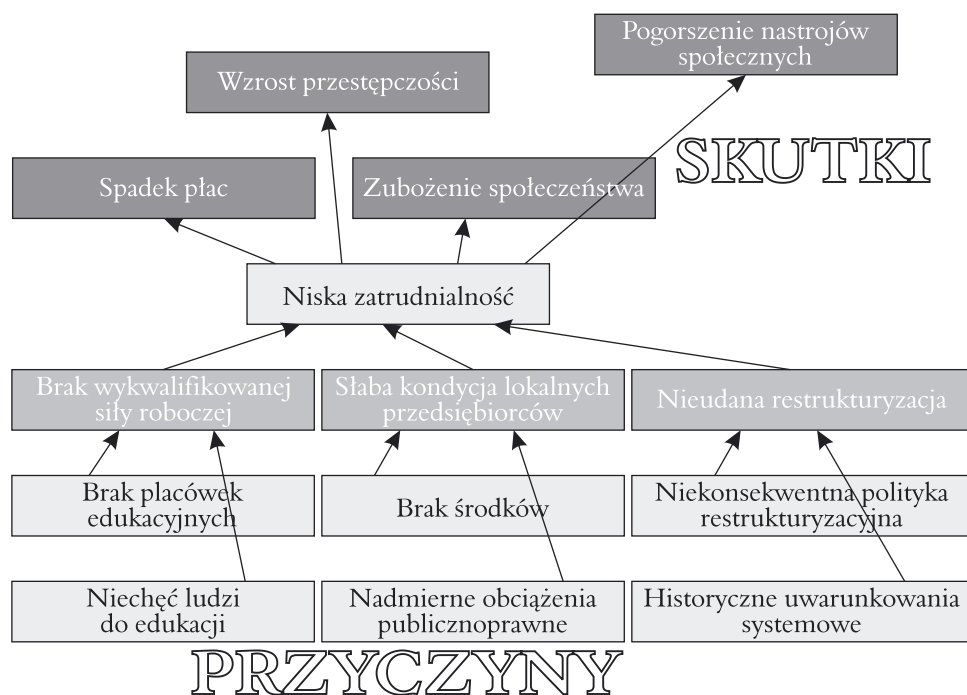 Pogorszenie nastrojów
społecznych
Wzrost przestępczości
SKUTKI
Spadek płac
Zubożenie społeczeństwa
Niska zatrudnialność
Brak wykwalifikowanej
siły roboczej
Słaba kondycja lokalnych
przedsiębiorców
Nieudana restrukturyzacja
Brak placówek
edukacyjnych
Brak środków
Niekonsekwentna polityka
restrukturyzacyjna
Niechęć ludzi
do edukacji
Nadmierne obciążenia
publicznoprawne
Historyczne uwarunkowania
systemowe
PRZYCZYNY